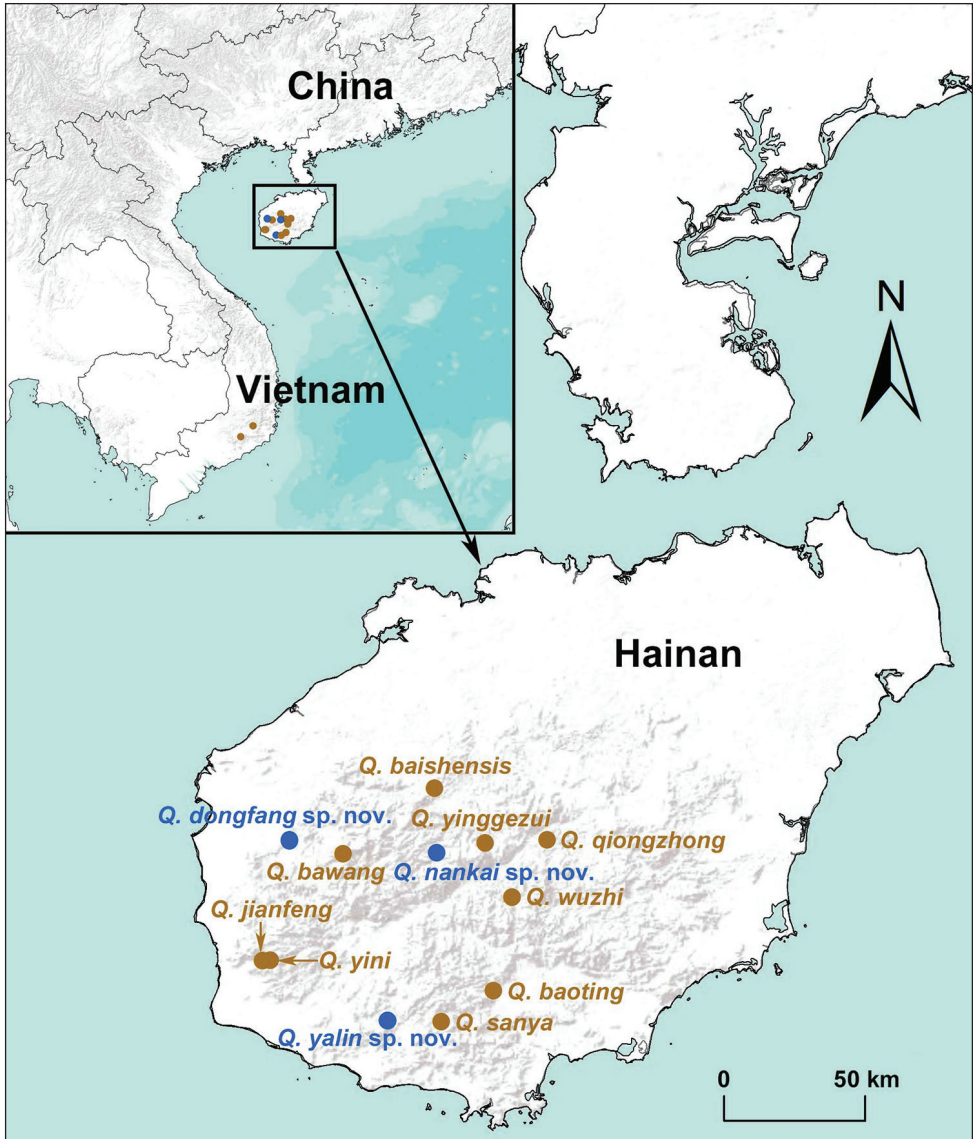 China
Vietnam
N
Hainan
Q. baishensis
Q. dongfang sp. nov.
Q. yinggezui
Q. qiongzhong
Q. bawang
Q. nankai sp. nov.
Q. wuzhi
Q. jianfeng
Q. yini
Q. baoting
Q. sanya
Q. yalin sp. nov.
0 50 km